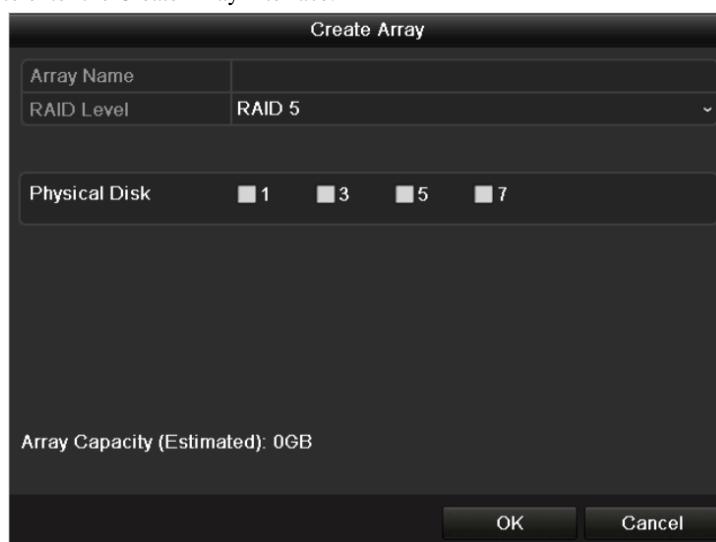 Create Array
Array Name
RAID Level RAID 5
Physical Disk 1 3 5 7
Array Capacity (Estimated): 0GB
OK Cancel